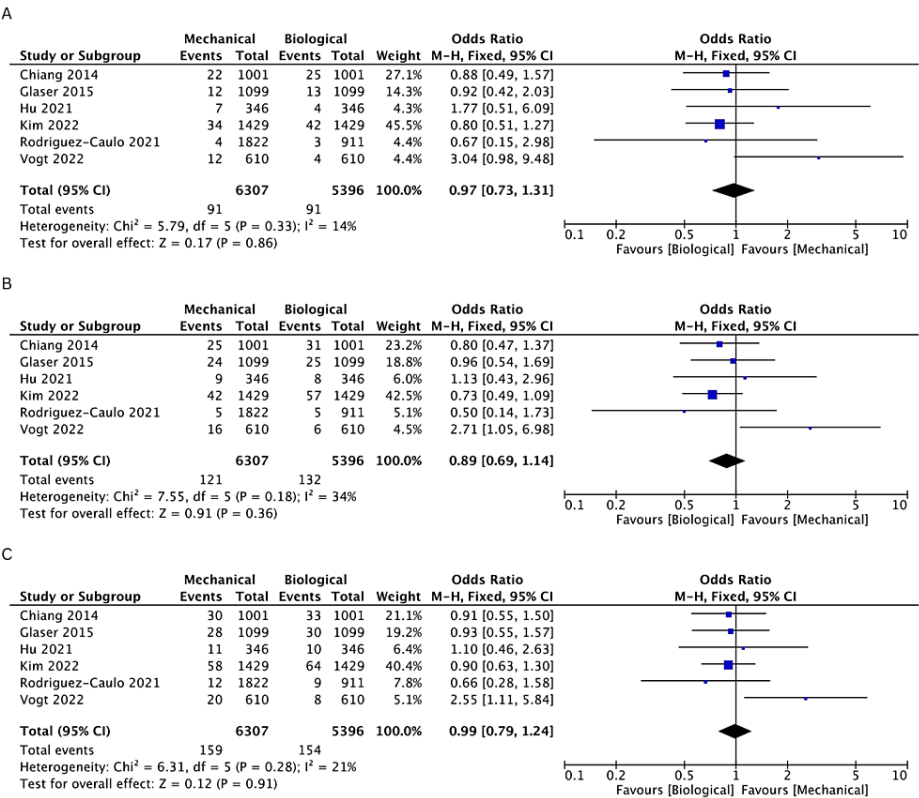 A
Mechanical Biological Odds Ratio Odds Ratio
Study or Subgroup Events Total Events Total Weight M-H, Fixed, 95% CI M-H, Fixed, 95% CI
Chiang 2014 22 1001 25 1001 27.1% 0.88 [0.49, 1.57]
Glaser 2015 12 1099 13 1099 14.3% 0.92 [0.42, 2.03]
Hu 2021 7 346 4 346 4.3% 1.77 [0.51, 6.09]
Kim 2022 34 1429 42 1429 45.5% 0.80 [0.51, 1.27]
Rodriguez-Caulo 2021 4 1822 3 911 4.4% 0.67 [0.15, 2.98]
Vogt 2022 12 610 4 610 4.4% 3.04 [0.98, 9.48]
Total (95% CI) 6307 5396 100.0% 0.97 [0.73, 1.31]
Total events 91 91
Heterogeneity: Chi² = 5.79, df = 5 (P = 0.33); I² = 14%
Test for overall effect: Z = 0.17 (P = 0.86)
0.1 0.2 0.5 1 2 5 10
Favours [Biological] Favours [Mechanical]
B
Mechanical Biological Odds Ratio Odds Ratio
Study or Subgroup Events Total Events Total Weight M-H, Fixed, 95% CI M-H, Fixed, 95% CI
Chiang 2014 25 1001 31 1001 23.2% 0.80 [0.47, 1.37]
Glaser 2015 24 1099 25 1099 18.8% 0.96 [0.54, 1.69]
Hu 2021 9 346 8 346 6.0% 1.13 [0.43, 2.96]
Kim 2022 42 1429 57 1429 42.5% 0.73 [0.49, 1.09]
Rodriguez-Caulo 2021 5 1822 5 911 5.1% 0.50 [0.14, 1.73]
Vogt 2022 16 610 6 610 4.5% 2.71 [1.05, 6.98]
Total (95% CI) 6307 5396 100.0% 0.89 [0.69, 1.14]
Total events 121 132
Heterogeneity: Chi² = 7.55, df = 5 (P = 0.18); I² = 34%
Test for overall effect: Z = 0.91 (P = 0.36)
0.1 0.2 0.5 1 2 5 10
Favours [Biological] Favours [Mechanical]
C
Mechanical Biological Odds Ratio Odds Ratio
Study or Subgroup Events Total Events Total Weight M-H, Fixed, 95% CI M-H, Fixed, 95% CI
Chiang 2014 30 1001 33 1001 21.1% 0.91 [0.55, 1.50]
Glaser 2015 28 1099 30 1099 19.2% 0.93 [0.55, 1.57]
Hu 2021 11 346 10 346 6.4% 1.10 [0.46, 2.63]
Kim 2022 58 1429 64 1429 40.4% 0.90 [0.63, 1.30]
Rodriguez-Caulo 2021 12 1822 9 911 7.8% 0.66 [0.28, 1.58]
Vogt 2022 20 610 8 610 5.1% 2.55 [1.11, 5.84]
Total (95% CI) 6307 5396 100.0% 0.99 [0.79, 1.24]
Total events 159 154
Heterogeneity: Chi² = 6.31, df = 5 (P = 0.28); I² = 21%
Test for overall effect: Z = 0.12 (P = 0.91)
0.1 0.2 0.5 1 2 5 10
Favours [Biological] Favours [Mechanical]